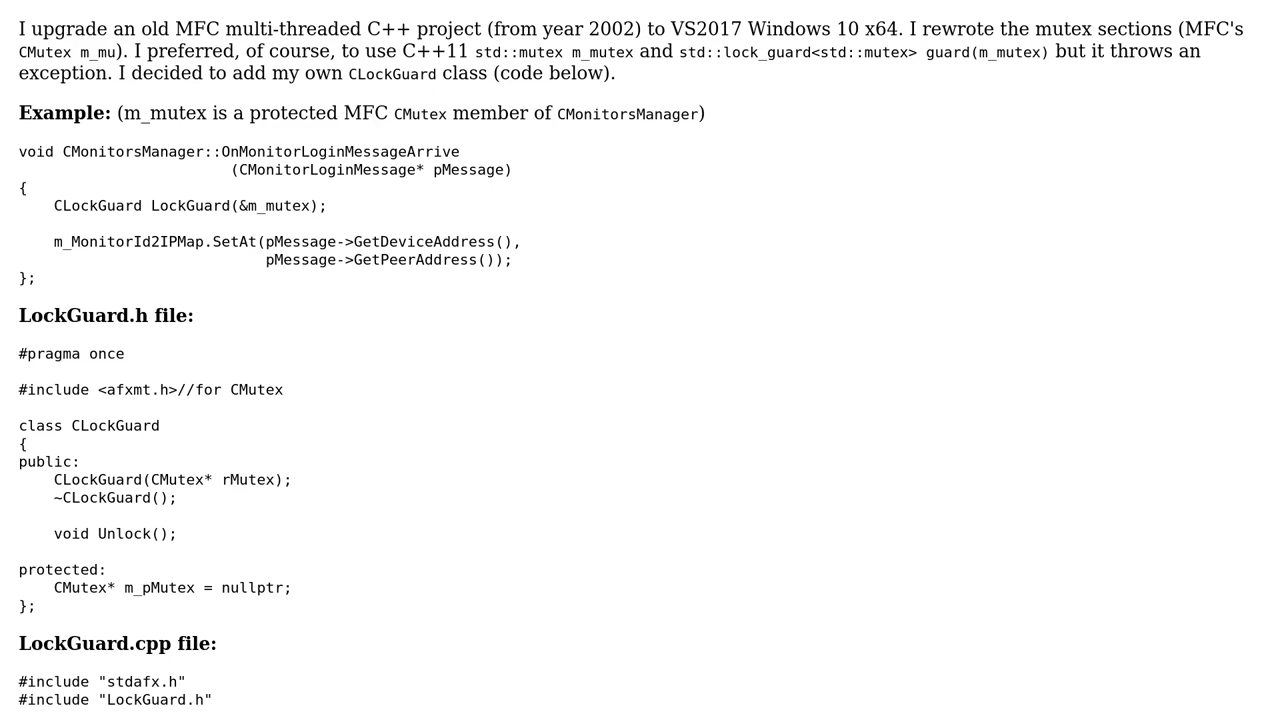 I upgrade an old MFC multi-threaded C++ project (from year 2002) to VS2017 Windows 10 x64. I rewrote the mutex sections (MFC's
CMutex m_mu). I preferred, of course, to use C++11 std::mutex m_mutex and std::lock_guard<std::mutex> guard(m_mutex) but it throws an
exception. I decided to add my own CLockGuard class (code below).
Example: (m_mutex is a protected MFC CMutex member of CMonitorsManager)
void CMonitorsManager::OnMonitorLoginMessageArrive
                        (CMonitorLoginMessage* pMessage)
{
    CLockGuard LockGuard(&m_mutex);
    m_MonitorId2IPMap.SetAt(pMessage->GetDeviceAddress(),
                            pMessage->GetPeerAddress());
};
LockGuard.h file:
#pragma once
#include <afxmt.h>//for CMutex
class CLockGuard
{
public:
    CLockGuard(CMutex* rMutex);
    ~CLockGuard();
    void Unlock();
protected:
    CMutex* m_pMutex = nullptr;
};
LockGuard.cpp file:
#include "stdafx.h"
#include "LockGuard.h"